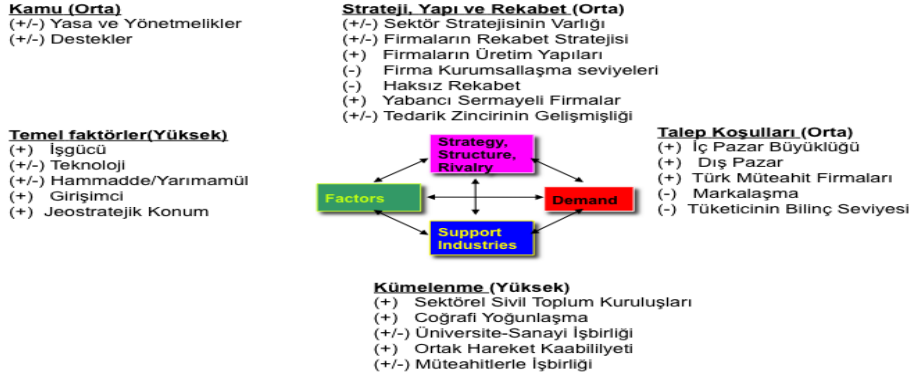 Kamu (Orta)
(+/-) Yasa ve Yönetmelikler
(+/-) Destekler
Strateji, Yapı ve Rekabet (Orta)
(+/-) Sektör Stratejisinin Varlığı
(+/-) Firmaların Rekabet Stratejisi
(+) Firmaların Üretim Yapıları
(-) Firma Kurumsallaşma seviyeleri
(-) Haksız Rekabet
(+) Yabancı Sermayeli Firmalar
(+/-) Tedarik Zincirinin Gelişmişliği
Temel faktörler(Yüksek)
(+) İşgücü
(+/-) Teknoloji
(+/-) Hammadde/Yarımamül
(+) Girişimci
(+) Jeostratejik Konum
Strategy,
Structure,
Rivalry
Factors
Demand
Support
Industries
Talep Koşulları (Orta)
(+) İç Pazar Büyüklüğü
(+) Dış Pazar
(+) Türk Müteahit Firmaları
(-) Markalaşma
(-) Tüketicinin Bilinç Seviyesi
Kümelenme (Yüksek)
(+) Sektörel Sivil Toplum Kuruluşları
(+) Coğrafi Yoğunlaşma
(+/-) Üniversite-Sanayi İşbirliği
(+) Ortak Hareket Kaabililyeti
(+/-) Müteahitlerle İşbirliği